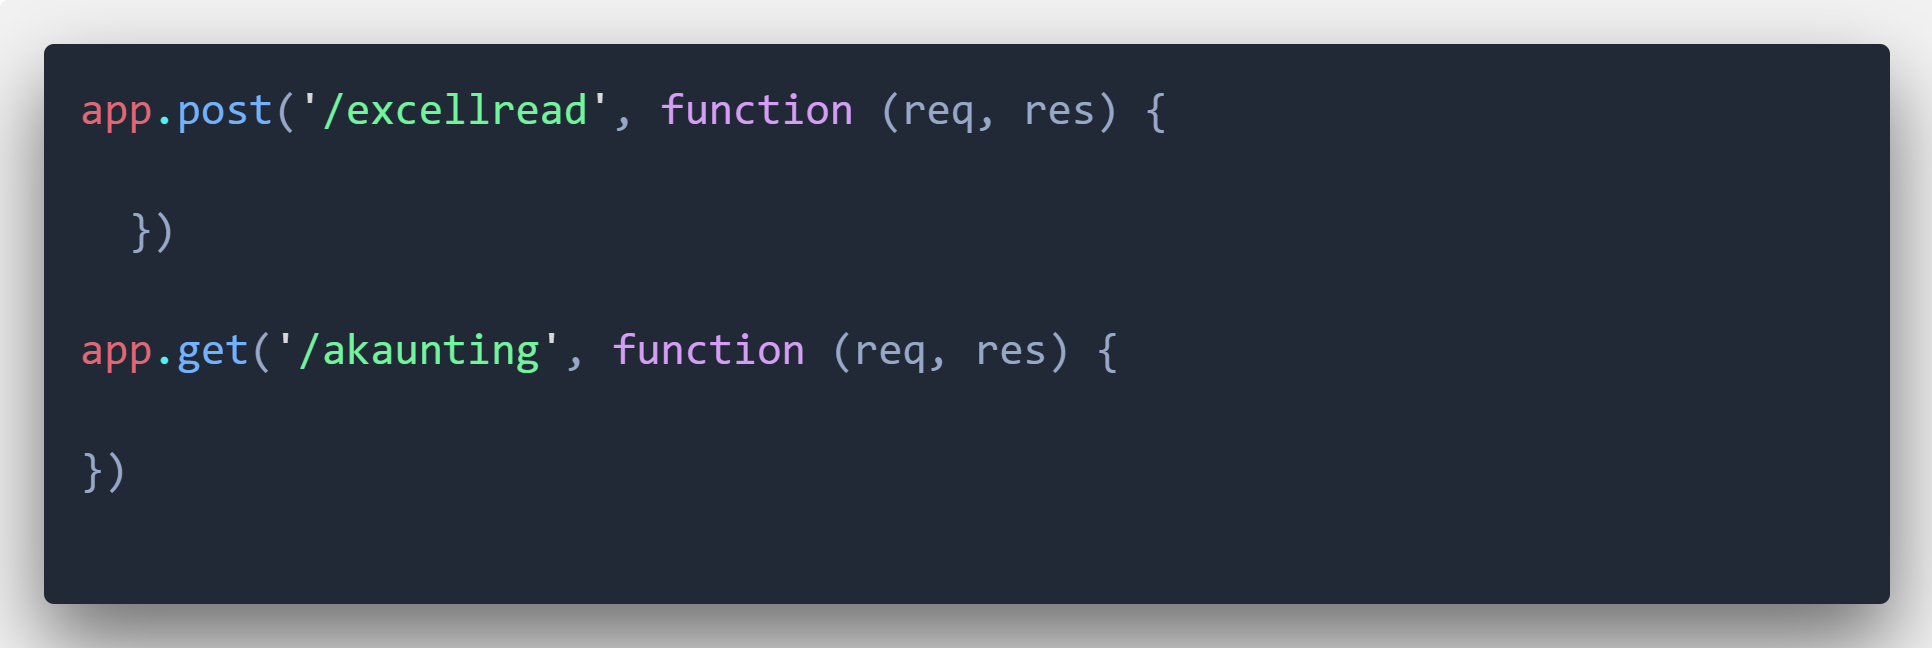 app.post('/excellread', function (req, res) {
  })
app.get('/akaunting', function (req, res) {
})